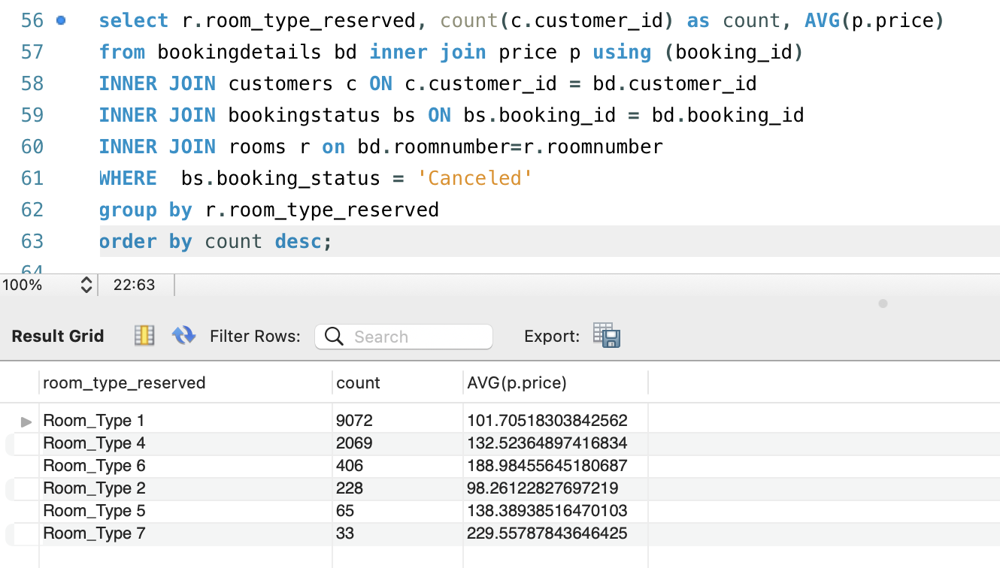 56 select r.room_type_reserved, count(c.customer_id) as count, AVG(p.price)
57 from bookingdetails bd inner join price p using (booking_id)
58 INNER JOIN customers c ON c.customer_id = bd.customer_id
59 INNER JOIN bookingstatus bs ON bs.booking_id = bd.booking_id
60 INNER JOIN rooms r on bd.roomnumber=r.roomnumber
61 WHERE  bs.booking_status = 'Canceled'
62 group by r.room_type_reserved
63 order by count desc;
64
100% 22:63
Result Grid Filter Rows: Search Export:
room_type_reserved count AVG(p.price)
Room_Type 1 9072 101.70518303842562
Room_Type 4 2069 132.52364897416834
Room_Type 6 406 188.98455645180687
Room_Type 2 228 98.26122827697219
Room_Type 5 65 138.38938516470103
Room_Type 7 33 229.55787843646425